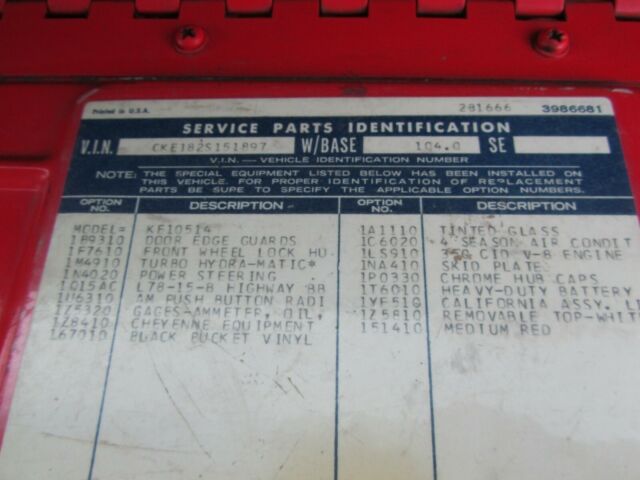 Printed in U.S.A.
281666 3986681
SERVICE PARTS IDENTIFICATION
V.I.N. CKE182S151897 W/BASE 104.0 SE
V.I.N. — VEHICLE IDENTIFICATION NUMBER
NOTE: THE SPECIAL EQUIPMENT LISTED BELOW HAS BEEN INSTALLED ON
THIS VEHICLE. FOR PROPER IDENTIFICATION OF REPLACEMENT
PARTS BE SURE TO SPECIFY THE APPLICABLE OPTION NUMBERS.
OPTION NO. DESCRIPTION
MODEL= KE10514
1B9310 DOOR EDGE GUARDS
1F7610 FRONT WHEEL LOCK HU
1M4910 TURBO HYDRA-MATIC*
1N4020 POWER STEERING
1Q15AC L78-15-B HIGHWAY BB
1U6310 AM PUSH BUTTON RADI
1Z5320 GAGES-AMMETER, OIL,
1Z8410 CHEYENNE EQUIPMENT
167010 BLACK BUCKET VINYL
OPTION NO. DESCRIPTION
1A1110 TINTED GLASS
1C6020 4-SEASON AIR CONDIT
1LS910 350 CID V-8 ENGINE
1NA410 SKID PLATE
1P0330 CHROME HUB CAPS
1T6010 HEAVY-DUTY BATTERY
1YF51G CALIFORNIA ASSY. LI
1Z5810 REMOVABLE TOP-WHIT
151410 MEDIUM RED